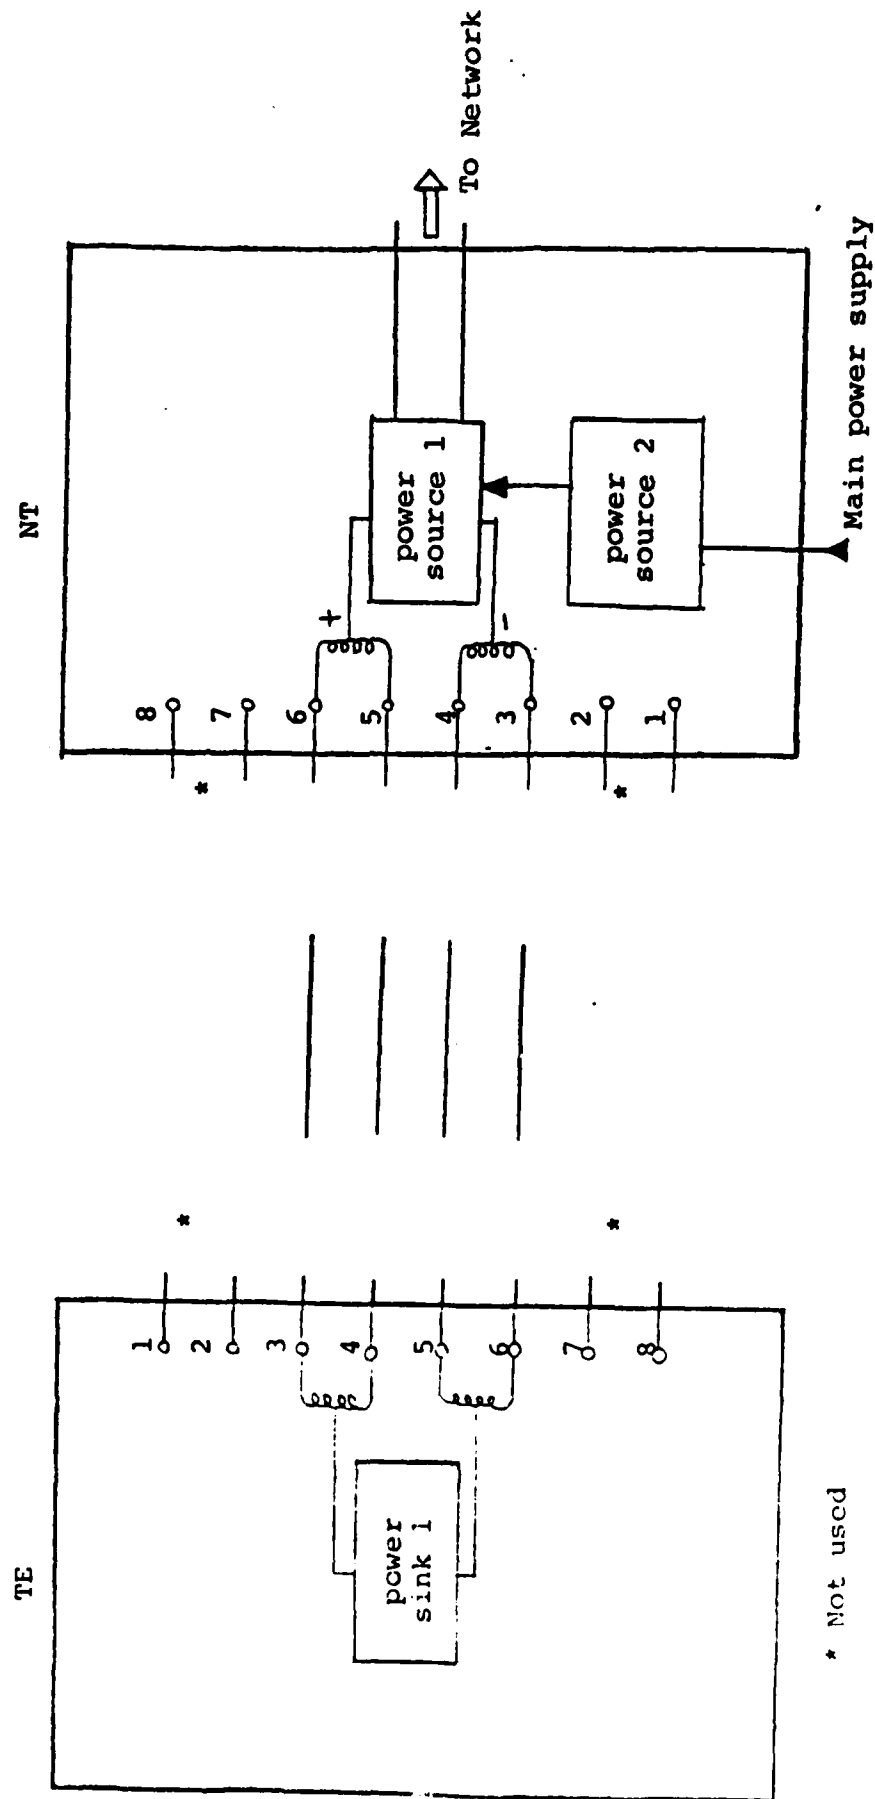 TE
NT
1
2
3
4
5
6
7
8
power
sink 1
*
*
8
7
6
5
4
3
2
1
*
*
+
-
power
source 1
power
source 2
To Network
Main power supply
* Not used